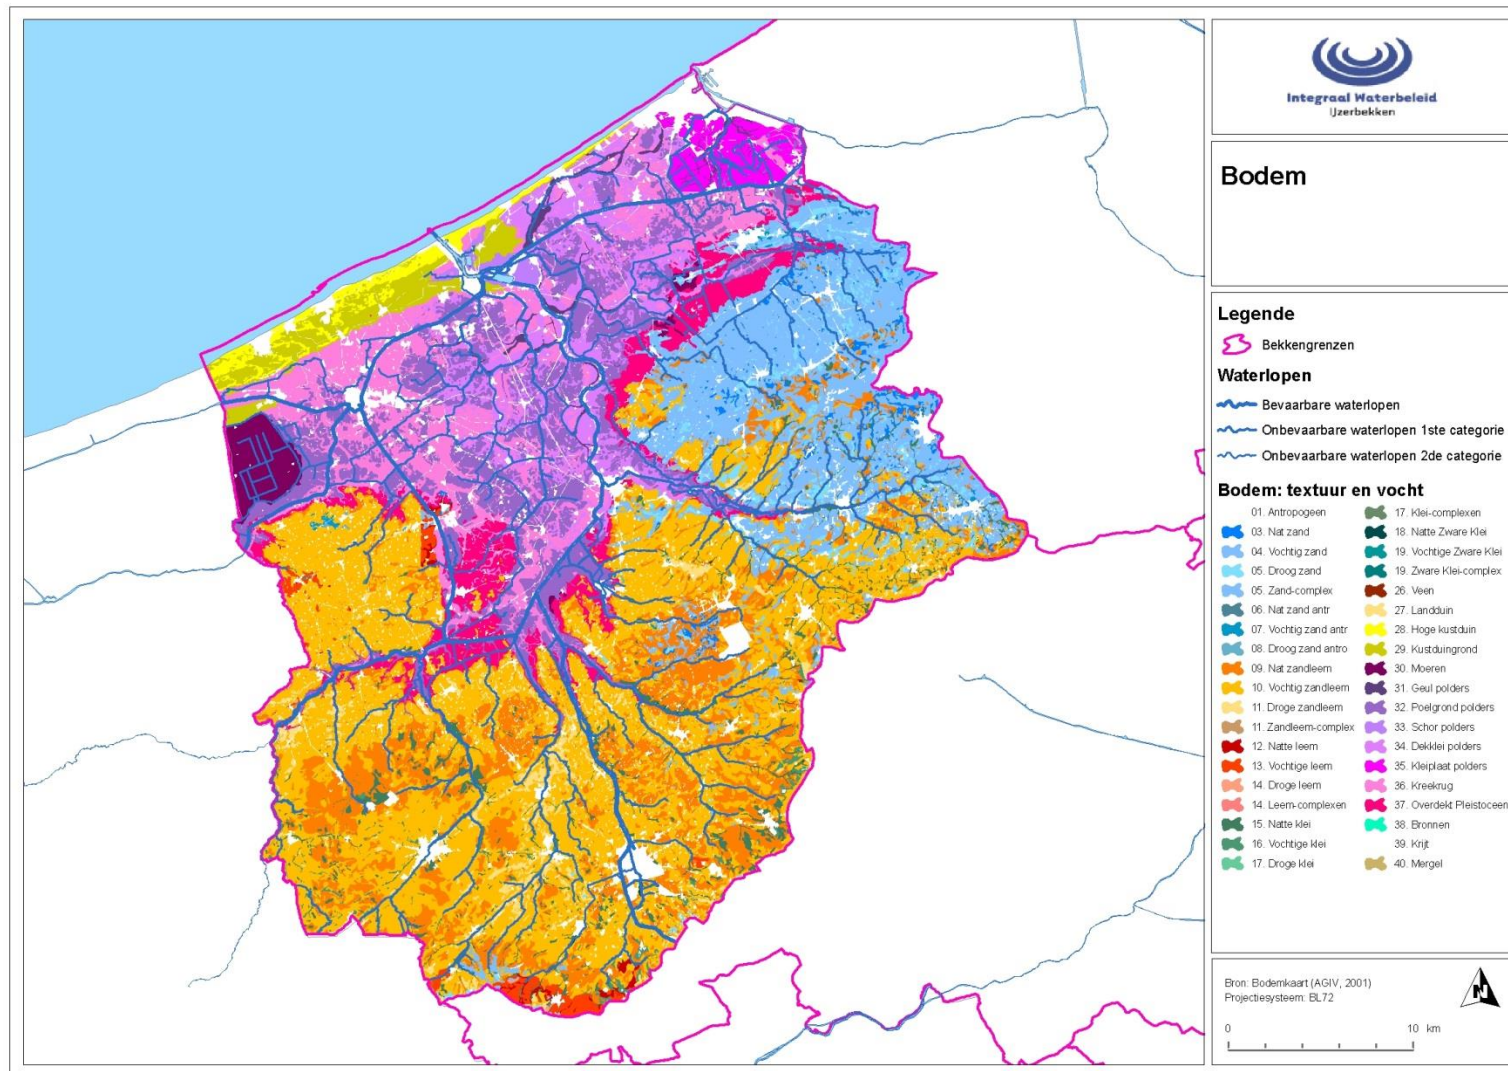 Integraal Waterbeleid
IJzerbekken
Bodem
Legende
Bekkengrenzen
Waterlopen
Bevaarbare waterlopen
Onbevaarbare waterlopen 1ste categorie
Onbevaarbare waterlopen 2de categorie
Bodem: textuur en vocht
01. Antropogeen
03. Nat zand
04. Vochtig zand
05. Droog zand
05. Zand-complex
06. Nat zand antr
07. Vochtig zand antr
08. Droog zand antro
09. Nat zandleem
10. Vochtig zandleem
11. Droge zandleem
11. Zandleem-complex
12. Natte leem
13. Vochtige leem
14. Droge leem
14. Leem-complexen
15. Natte klei
16. Vochtige klei
17. Droge klei
17. Klei-complexen
18. Natte Zware Klei
19. Vochtige Zware Klei
19. Zware Klei-complex
26. Veen
27. Landduin
28. Hoge kustduin
29. Kustduingrond
30. Moeren
31. Geul polders
32. Poelgrond polders
33. Schor polders
34. Dekklei polders
35. Kleiplaat polders
36. Kreekrug
37. Overdekt Pleistoceen
38. Bronnen
39. Krijt
40. Mergel
Bron: Bodemkaart (AGIV, 2001)
Projectiesysteem: BL72
0 10 km
N